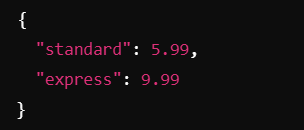 {
"standard": 5.99,
"express": 9.99
}